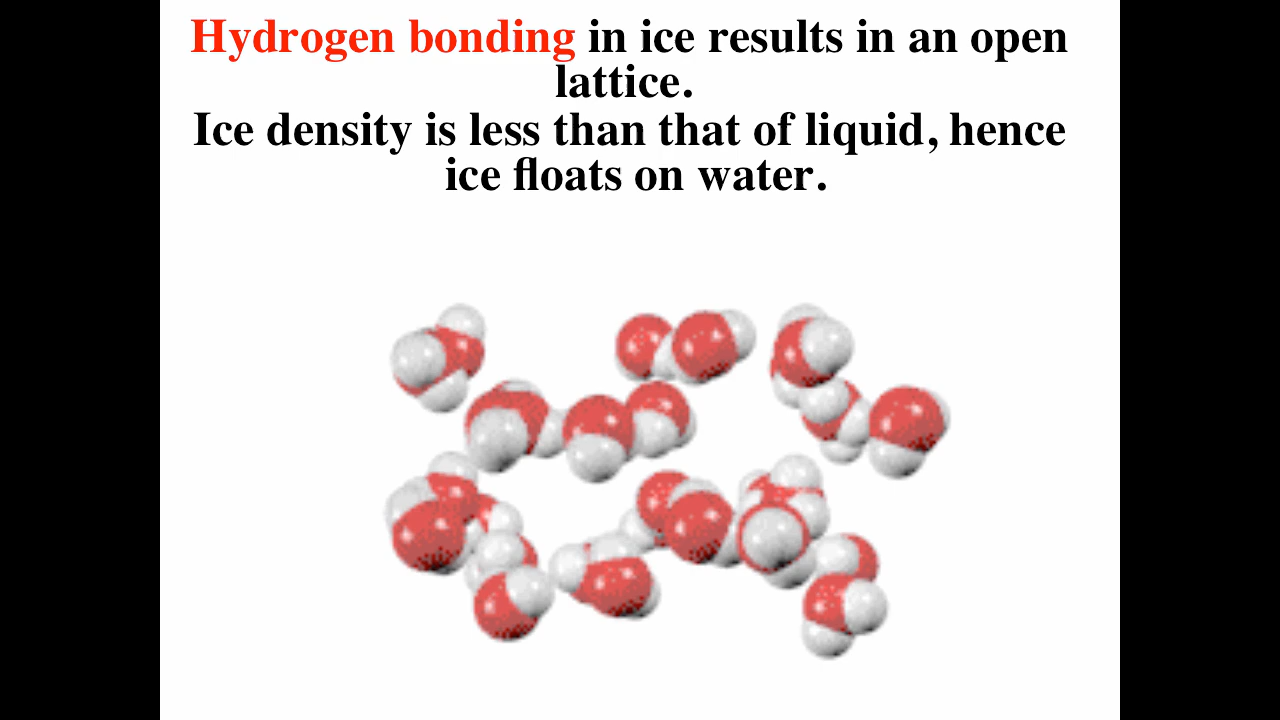 Hydrogen bonding in ice results in an open
lattice.
Ice density is less than that of liquid, hence
ice floats on water.